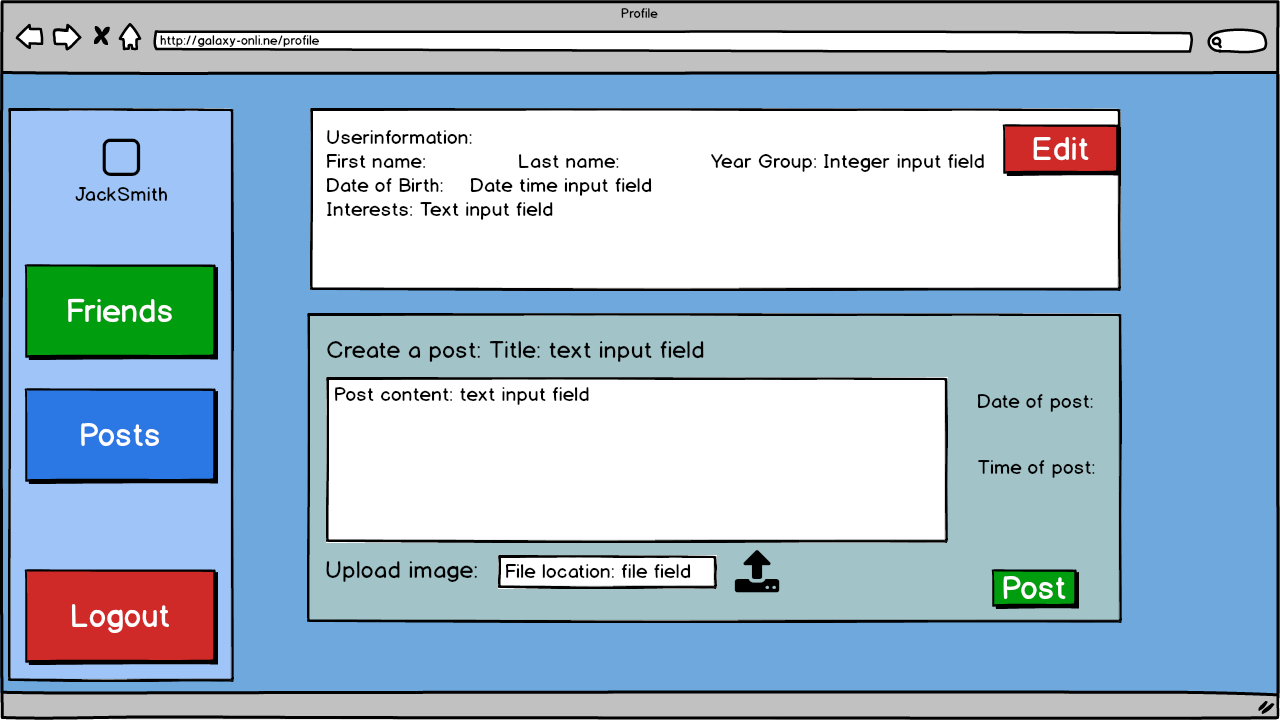 Profile
http://galaxy-onli.ne/profile
JackSmith
Friends
Posts
Logout
Userinformation:
First name: Last name: Year Group: Integer input field
Edit
Date of Birth: Date time input field
Interests: Text input field
Create a post: Title: text input field
Post content: text input field
Date of post:
Time of post:
Upload image: File location: file field
Post